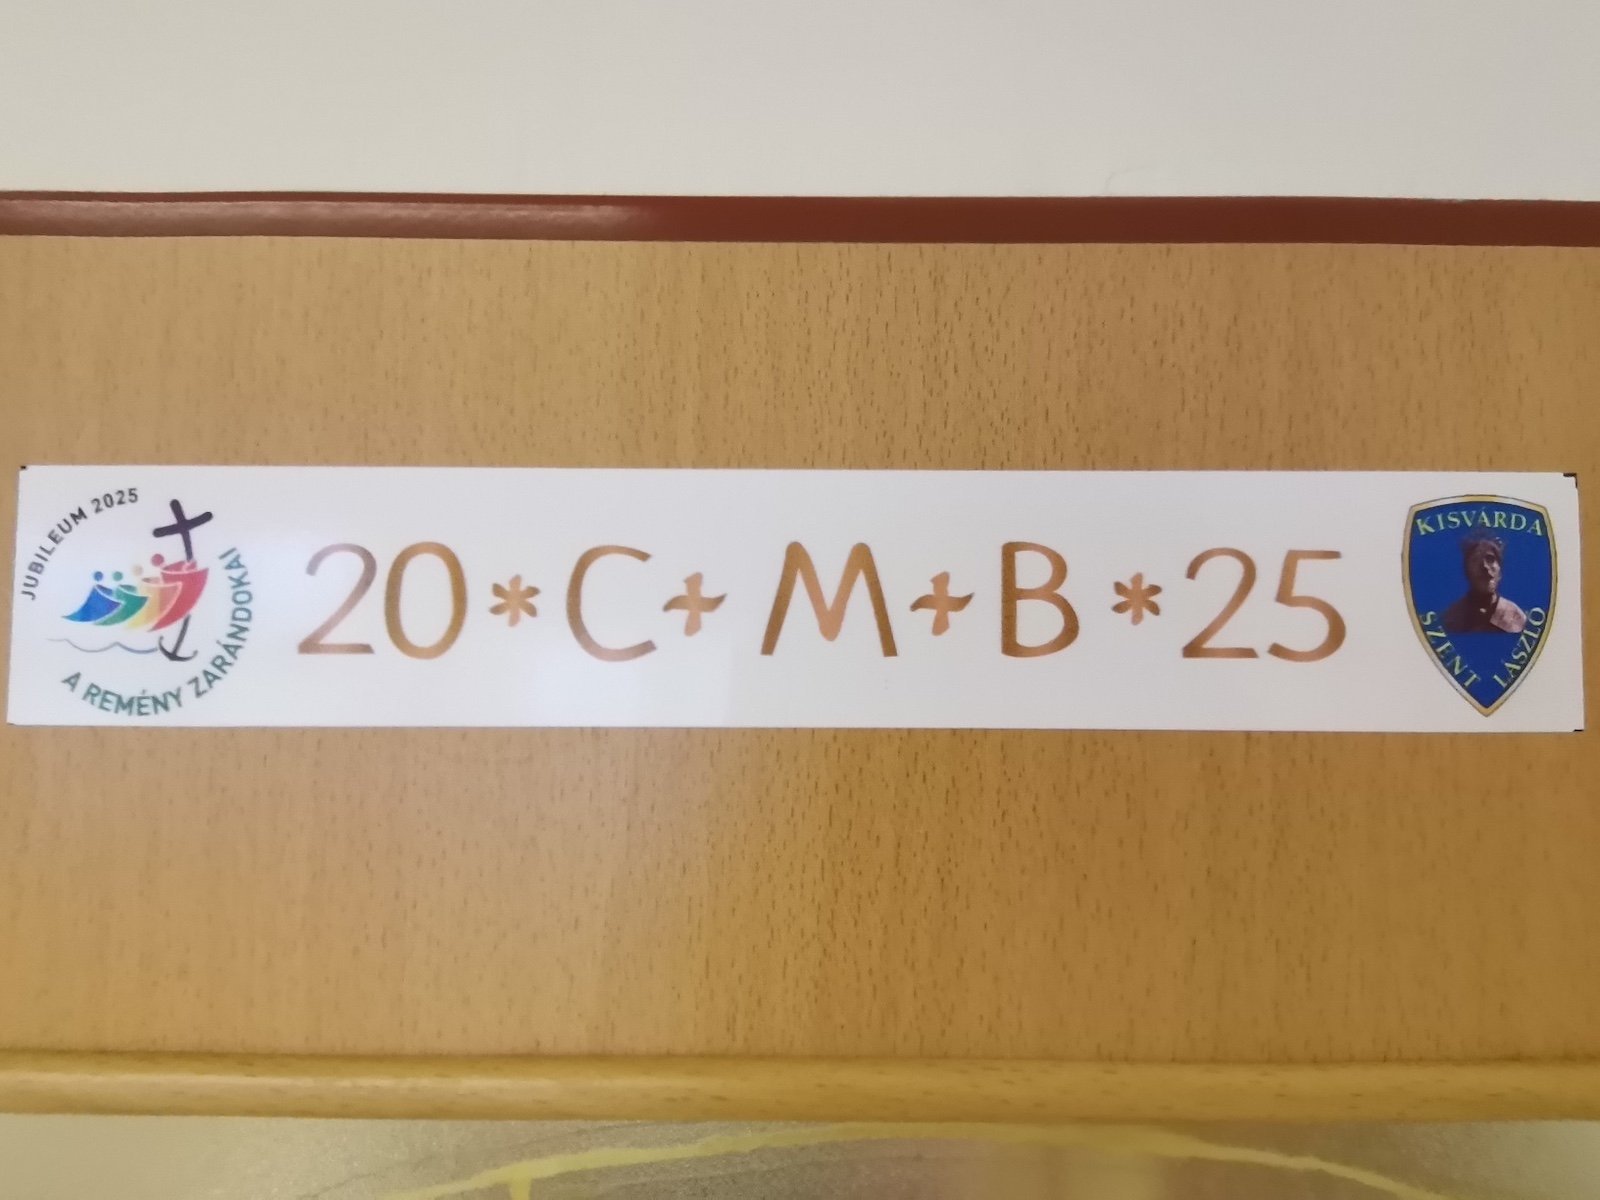 JUBILEUM 2025
A REMÉNY ZARÁNDOKAI
20*C+M+B*25
KISVÁRDA
SZENT LÁSZLÓ